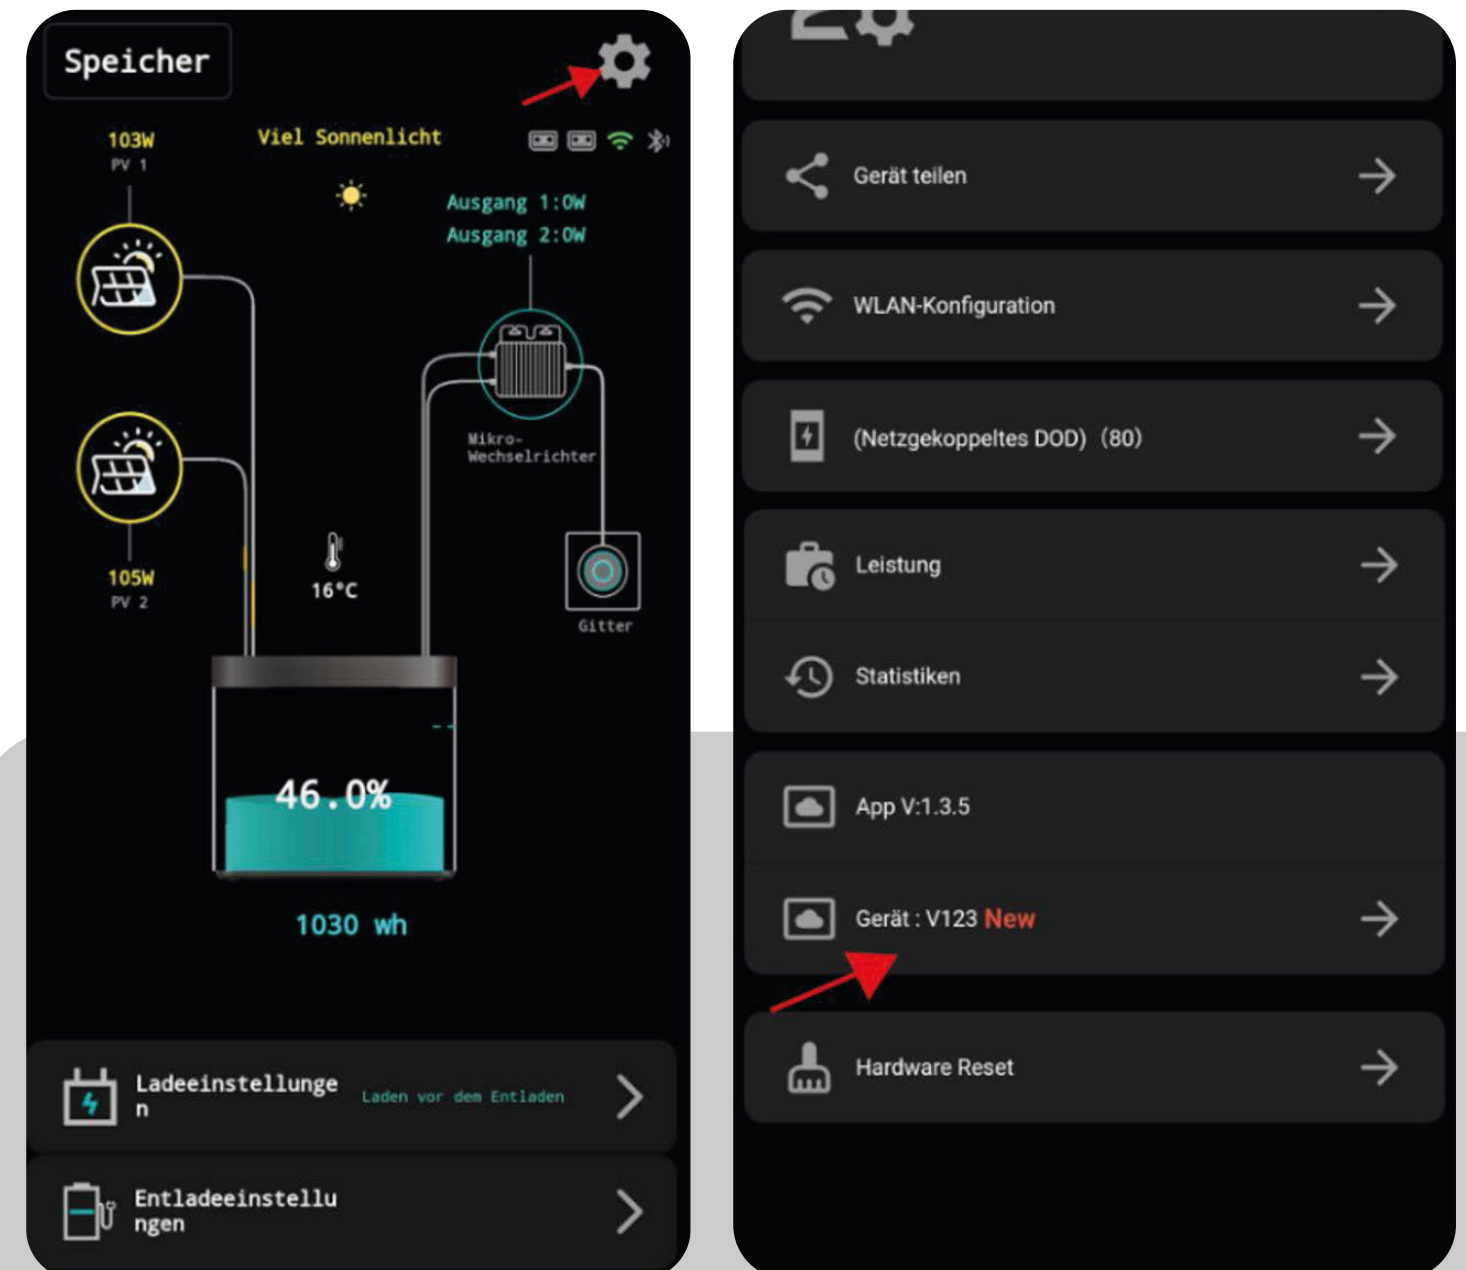 Speicher
103W
PV 1
Viel Sonnenlicht
Ausgang 1:0W
Ausgang 2:0W
Mikro-
Wechselrichter
105W
PV 2
16°C
Gitter
46.0%
1030 wh
Ladeeinstellunge
n
Laden vor dem Entladen
Entladeeinstellu
ngen
Gerät teilen
WLAN-Konfiguration
(Netzgekoppeltes DOD)（80）
Leistung
Statistiken
App V:1.3.5
Gerät : V123 New
Hardware Reset